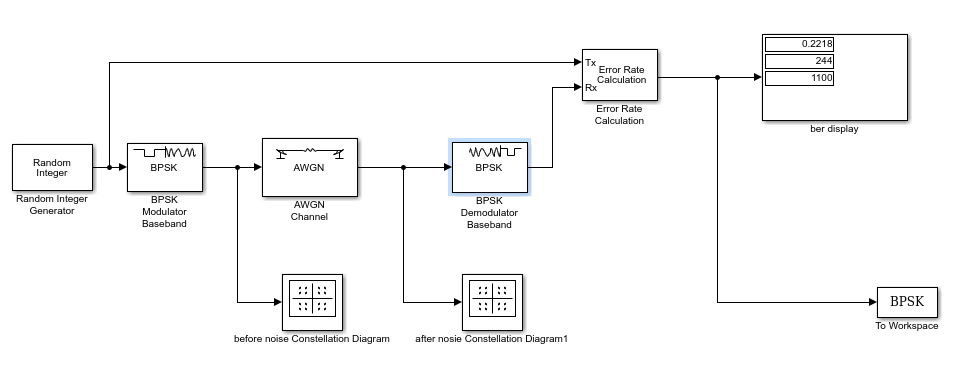 0.2218
244
1100
ber display
Tx
Rx
Error Rate
Calculation
Error Rate
Calculation
Random
Integer
Random Integer
Generator
BPSK
BPSK
Modulator
Baseband
AWGN
AWGN
Channel
BPSK
BPSK
Demodulator
Baseband
before noise Constellation Diagram
after nosie Constellation Diagram1
BPSK
To Workspace